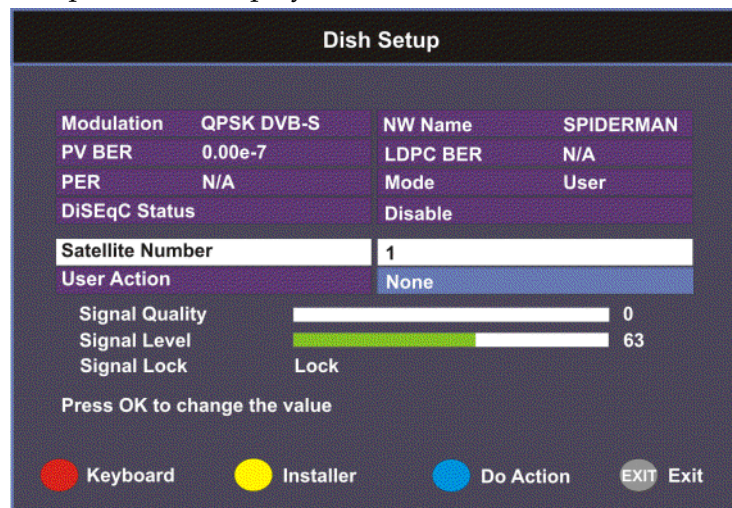 Dish Setup
Modulation QPSK DVB-S NW Name SPIDERMAN
PV BER 0.00e-7 LDPC BER N/A
PER N/A Mode User
DiSEqC Status Disable
Satellite Number 1
User Action None
Signal Quality 0
Signal Level 63
Signal Lock Lock
Press OK to change the value
Keyboard Installer Do Action EXIT Exit